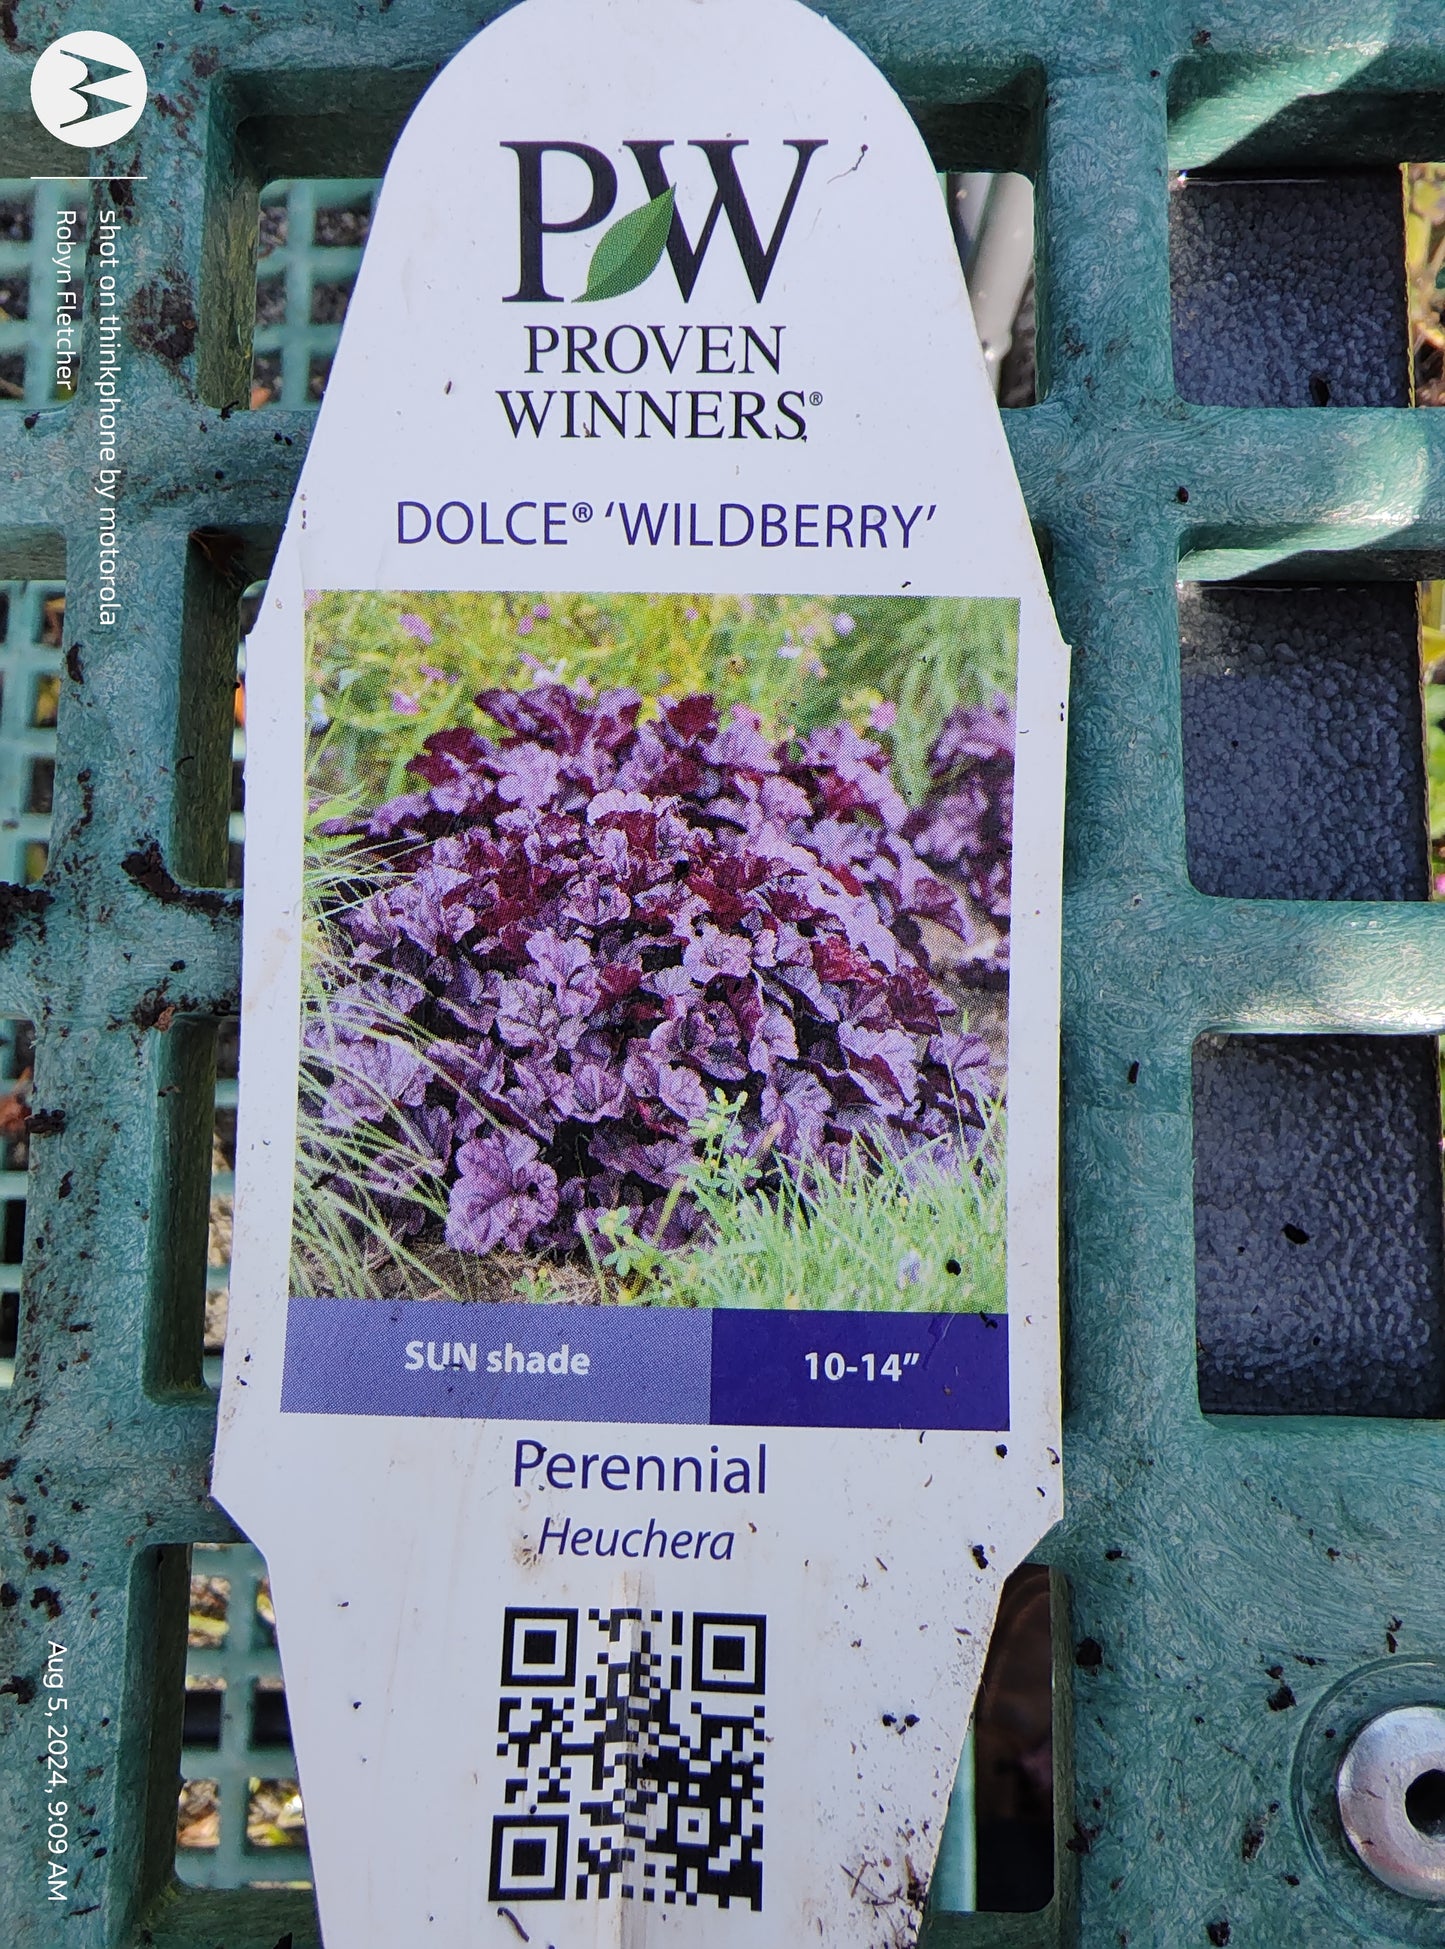 PW
PROVEN
WINNERS®
DOLCE® ‘WILDBERRY’
SUN shade
10-14”
Perennial
Heuchera
Shot on thinkphone by motorola
Robyn Fletcher
Aug 5, 2024, 9:09 AM